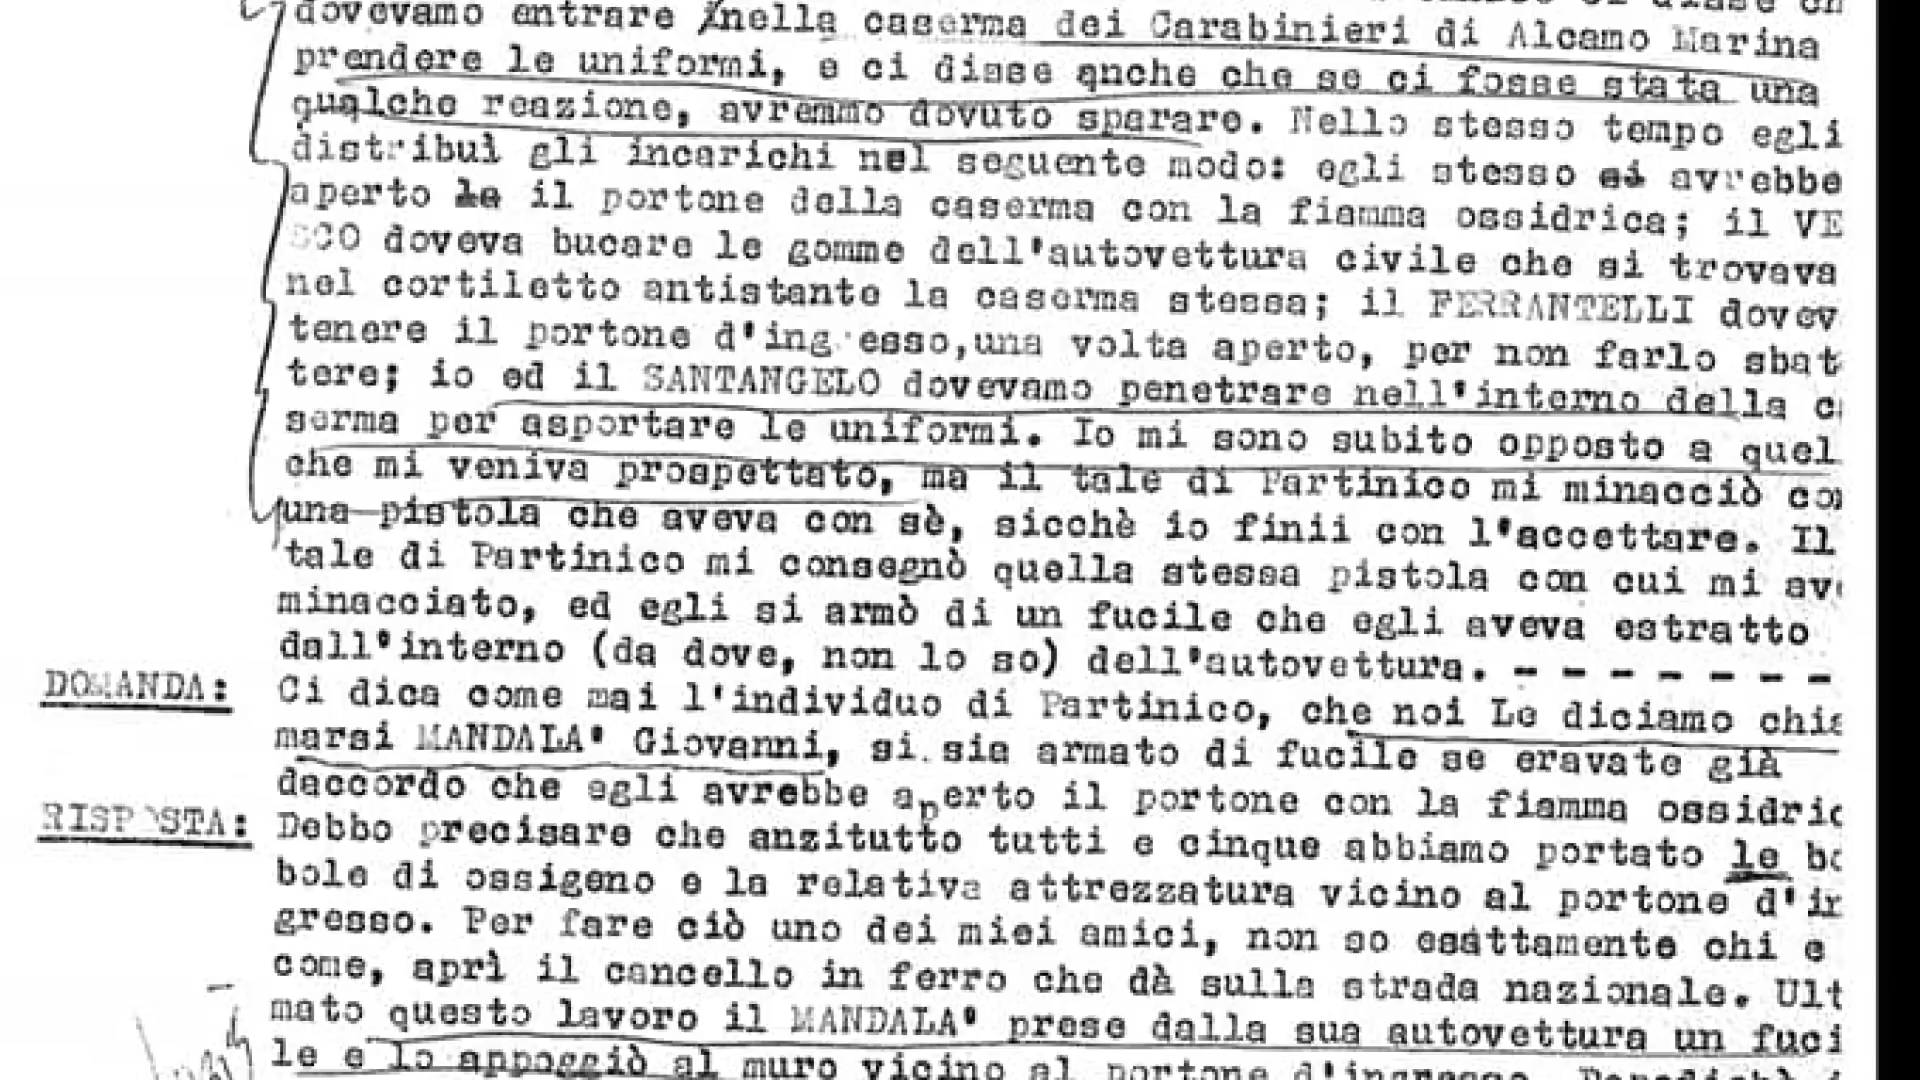 dovevamo entrare nella caserma dei Carabinieri di Alcamo Marina
prendere le uniformi, e ci disse anche che se ci fosse stata una
qualche reazione, avremmo dovuto sparare. Nello stesso tempo egli
distribuì gli incarichi nel seguente modo: egli stesso si avrebbe
aperto le il portone della caserma con la fiamma ossidrica; il VE
SCO doveva bucare le gomme dell'autovettura civile che si trovava
nel cortiletto antistante la caserma stessa; il FERRANTELLI dovev
tenere il portone d'ing esso,una volta aperto, per non farlo sbat
tere; io ed il SANTANGELO dovevamo penetrare nell'interno della c
serma per asportare le uniformi. Io mi sono subito opposto a quel
che mi veniva prospettato, ma il tale di Partinico mi minacciò co
una pistola che aveva con sè, sicchè io finii con l'accettare. Il
tale di Partinico mi consegnò quella stessa pistola con cui mi av
minacciato, ed egli si armò di un fucile che egli aveva estratto
dall'interno (da dove, non lo so) dell'autovettura. - - - - - - -
DOMANDA: Ci dica come mai l'individuo di Partinico, che noi Le diciamo chia
marsi MANDALA' Giovanni, si sia armato di fucile se eravate già
daccordo che egli avrebbe aperto il portone con la fiamma ossidric
RISPOSTA: Debbo precisare che anzitutto tutti e cinque abbiamo portato le bo
bole di ossigeno e la relativa attrezzatura vicino al portone d'in
gresso. Per fare ciò uno dei miei amici, non so esattamente chi e
come, aprì il cancello in ferro che dà sulla strada nazionale. Ult
mato questo lavoro il MANDALA' prese dalla sua autovettura un fuci
le e lo appoggiò al muro vicino al portone d'ingresso.